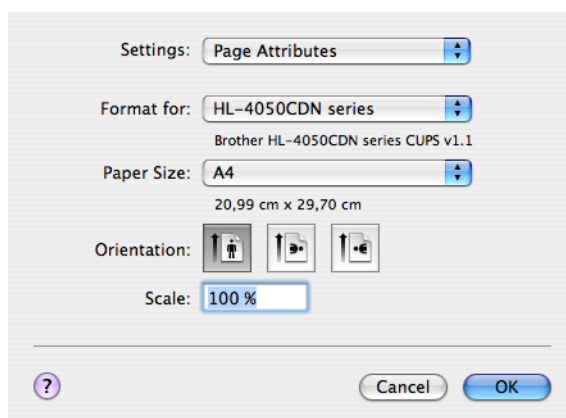 Settings: Page Attributes
Format for: HL-4050CDN series
Brother HL-4050CDN series CUPS v1.1
Paper Size: A4
20,99 cm x 29,70 cm
Orientation:
Scale: 100 %
? Cancel OK